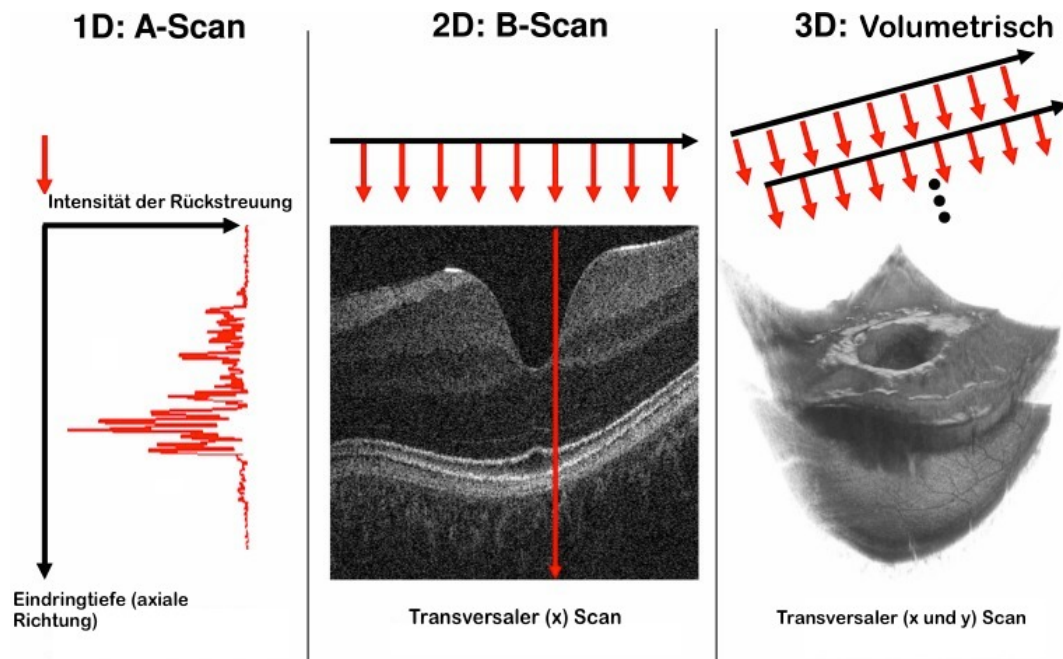 1D: A-Scan
Intensität der Rückstreuung
Eindringtiefe (axiale
Richtung)
2D: B-Scan
Transversaler (x) Scan
3D: Volumetrisch
Transversaler (x und y) Scan